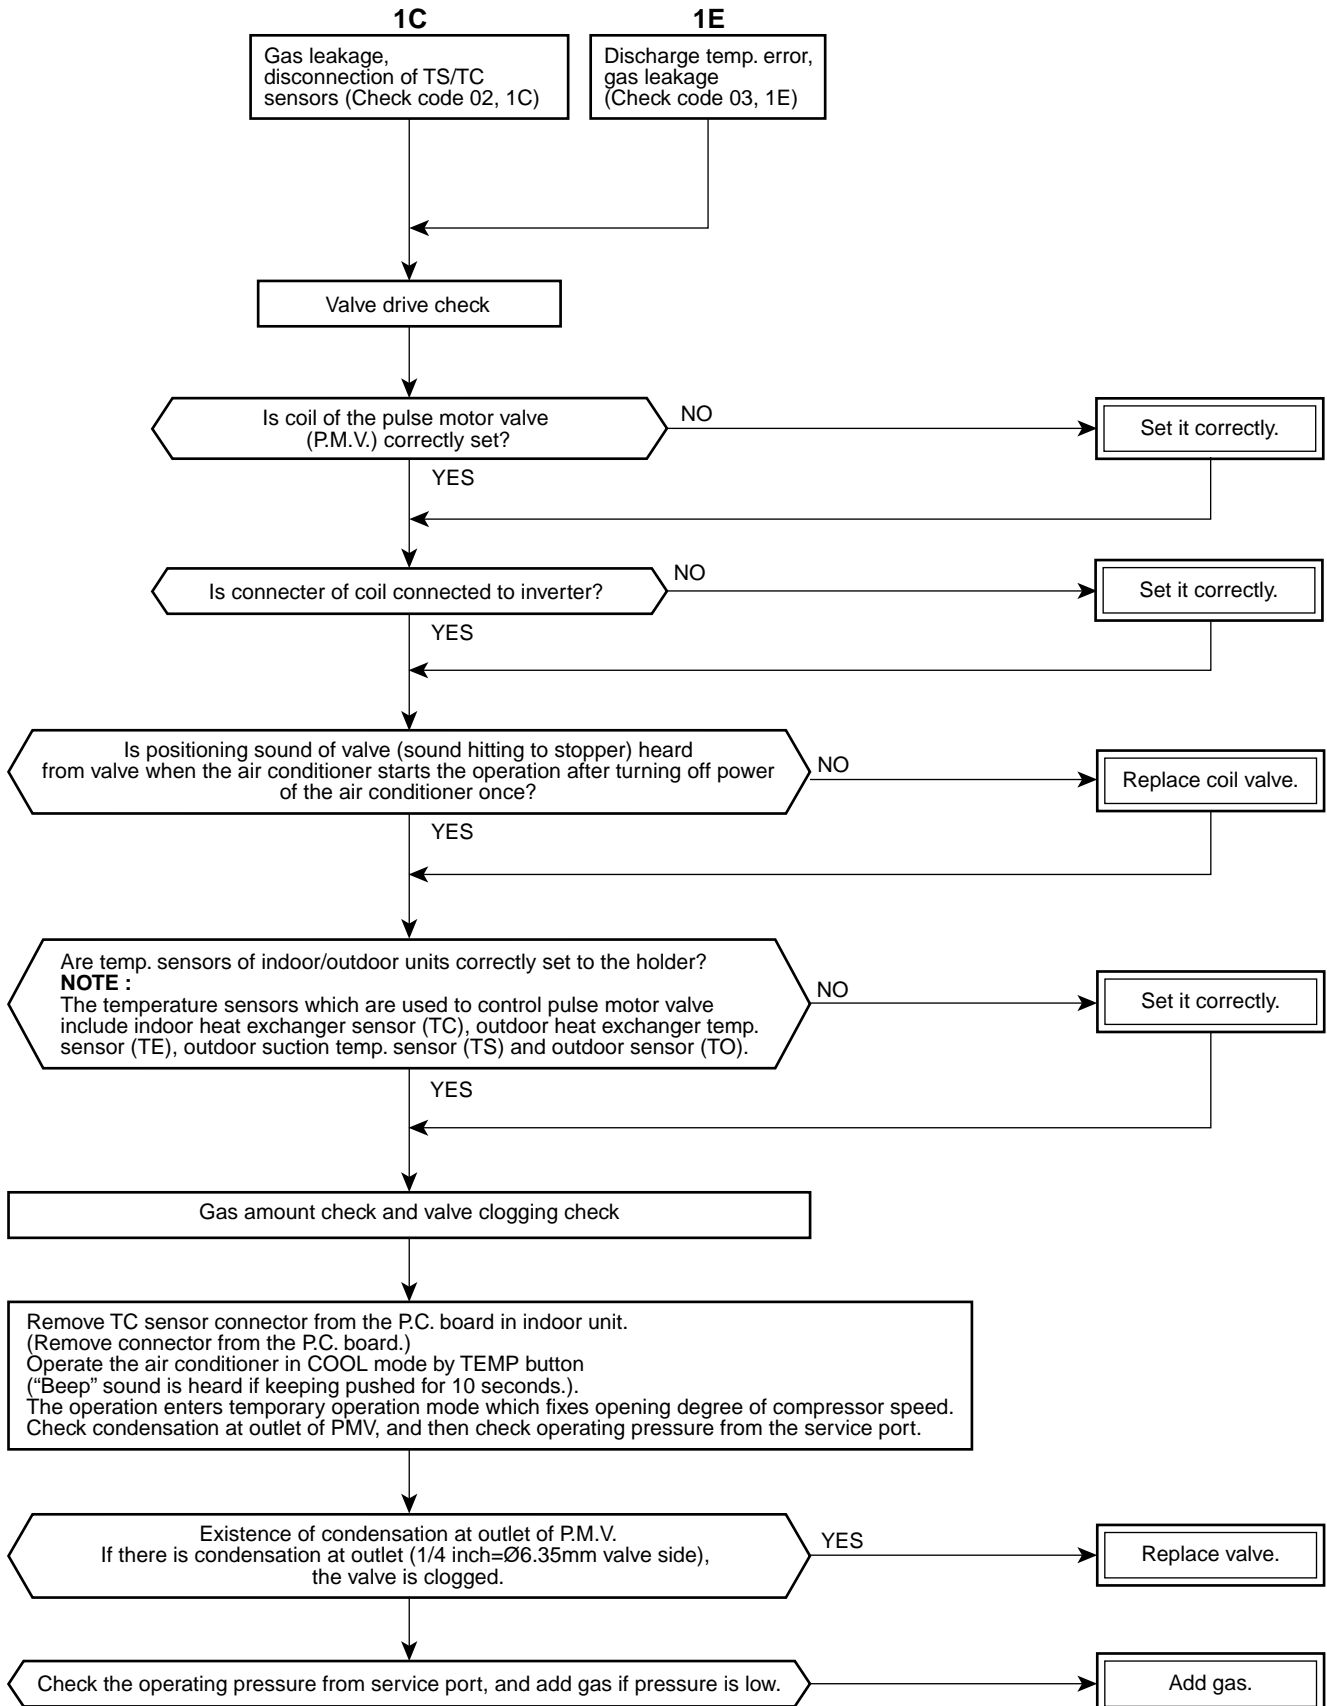 1C
Gas leakage,
disconnection of TS/TC
sensors (Check code 02, 1C)
1E
Discharge temp. error,
gas leakage
(Check code 03, 1E)
Valve drive check
Is coil of the pulse motor valve
(P.M.V.) correctly set?
NO
Set it correctly.
YES
Is connecter of coil connected to inverter?
NO
Set it correctly.
YES
Is positioning sound of valve (sound hitting to stopper) heard
from valve when the air conditioner starts the operation after turning off power
of the air conditioner once?
NO
Replace coil valve.
YES
Are temp. sensors of indoor/outdoor units correctly set to the holder?
NOTE :
The temperature sensors which are used to control pulse motor valve
include indoor heat exchanger sensor (TC), outdoor heat exchanger temp.
sensor (TE), outdoor suction temp. sensor (TS) and outdoor sensor (TO).
NO
Set it correctly.
YES
Gas amount check and valve clogging check
Remove TC sensor connector from the P.C. board in indoor unit.
(Remove connector from the P.C. board.)
Operate the air conditioner in COOL mode by TEMP button
(“Beep” sound is heard if keeping pushed for 10 seconds.).
The operation enters temporary operation mode which fixes opening degree of compressor speed.
Check condensation at outlet of PMV, and then check operating pressure from the service port.
Existence of condensation at outlet of P.M.V.
If there is condensation at outlet (1/4 inch=Ø6.35mm valve side),
the valve is clogged.
YES
Replace valve.
Check the operating pressure from service port, and add gas if pressure is low.
Add gas.